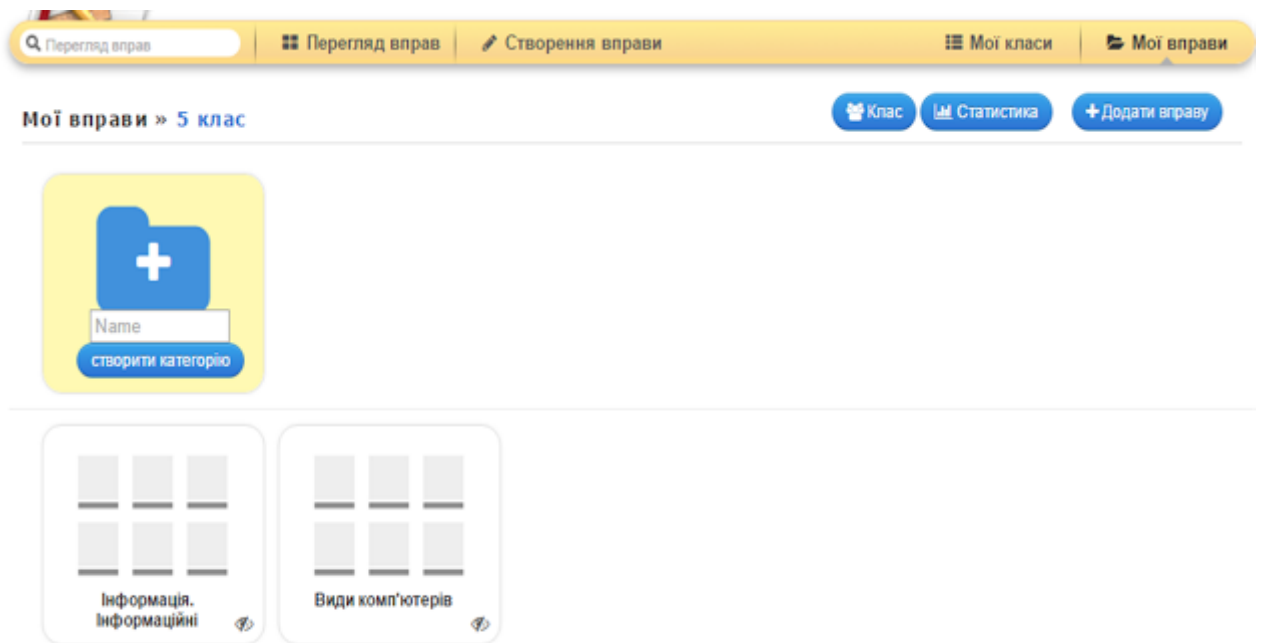 Перегляд вправ
Перегляд вправ
Створення вправи
Мої класи
Мої вправи
Мої вправи » 5 клас
Клас
Статистика
Додати вправу
Name
створити категорію
Інформація.
Інформаційні
Види комп'ютерів